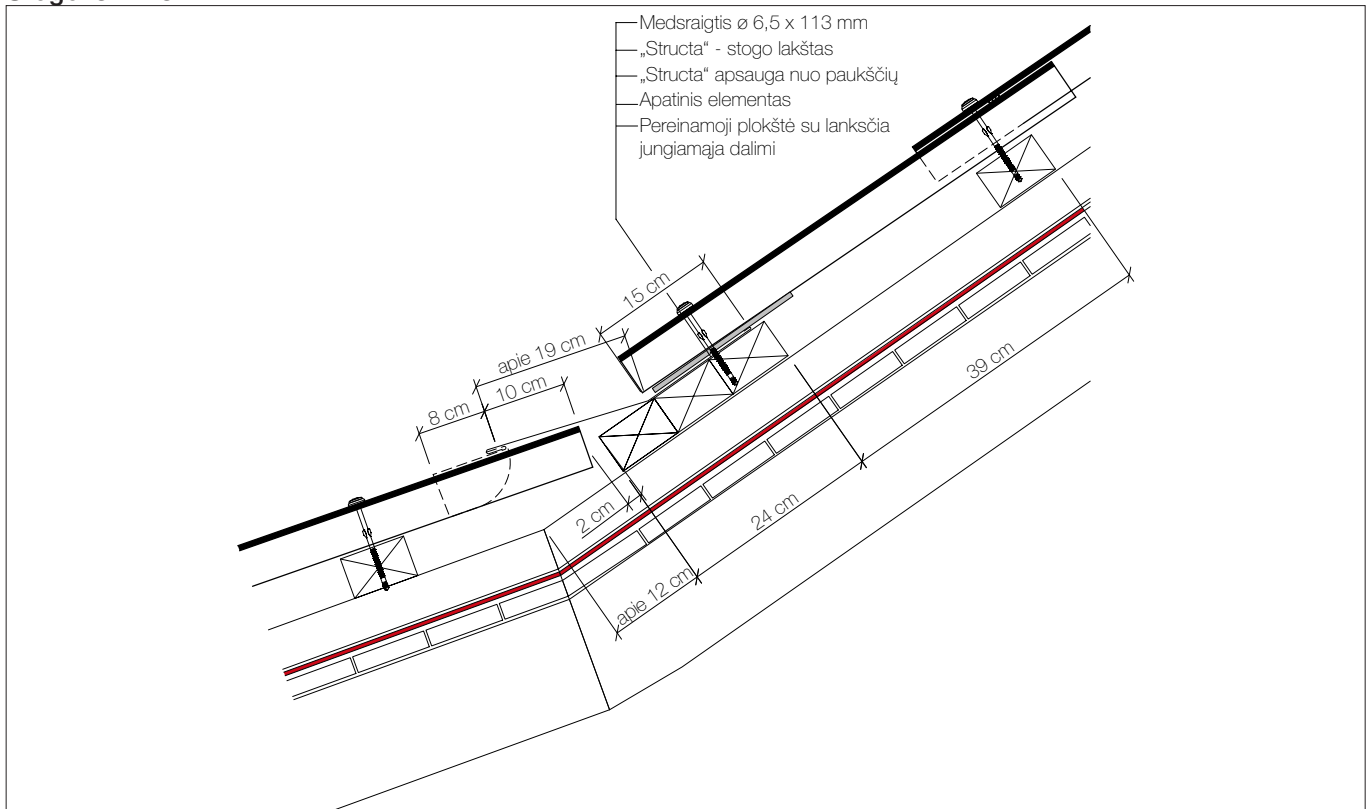 Medsraigtis ø 6,5 x 113 mm
„Structa“ - stogo lakštas
„Structa“ apsauga nuo paukščių
Apatinis elementas
Pereinamoji plokštė su lanksčia
jungiamąja dalimi
15 cm
apie 19 cm
10 cm
8 cm
39 cm
2 cm
24 cm
apie 12 cm